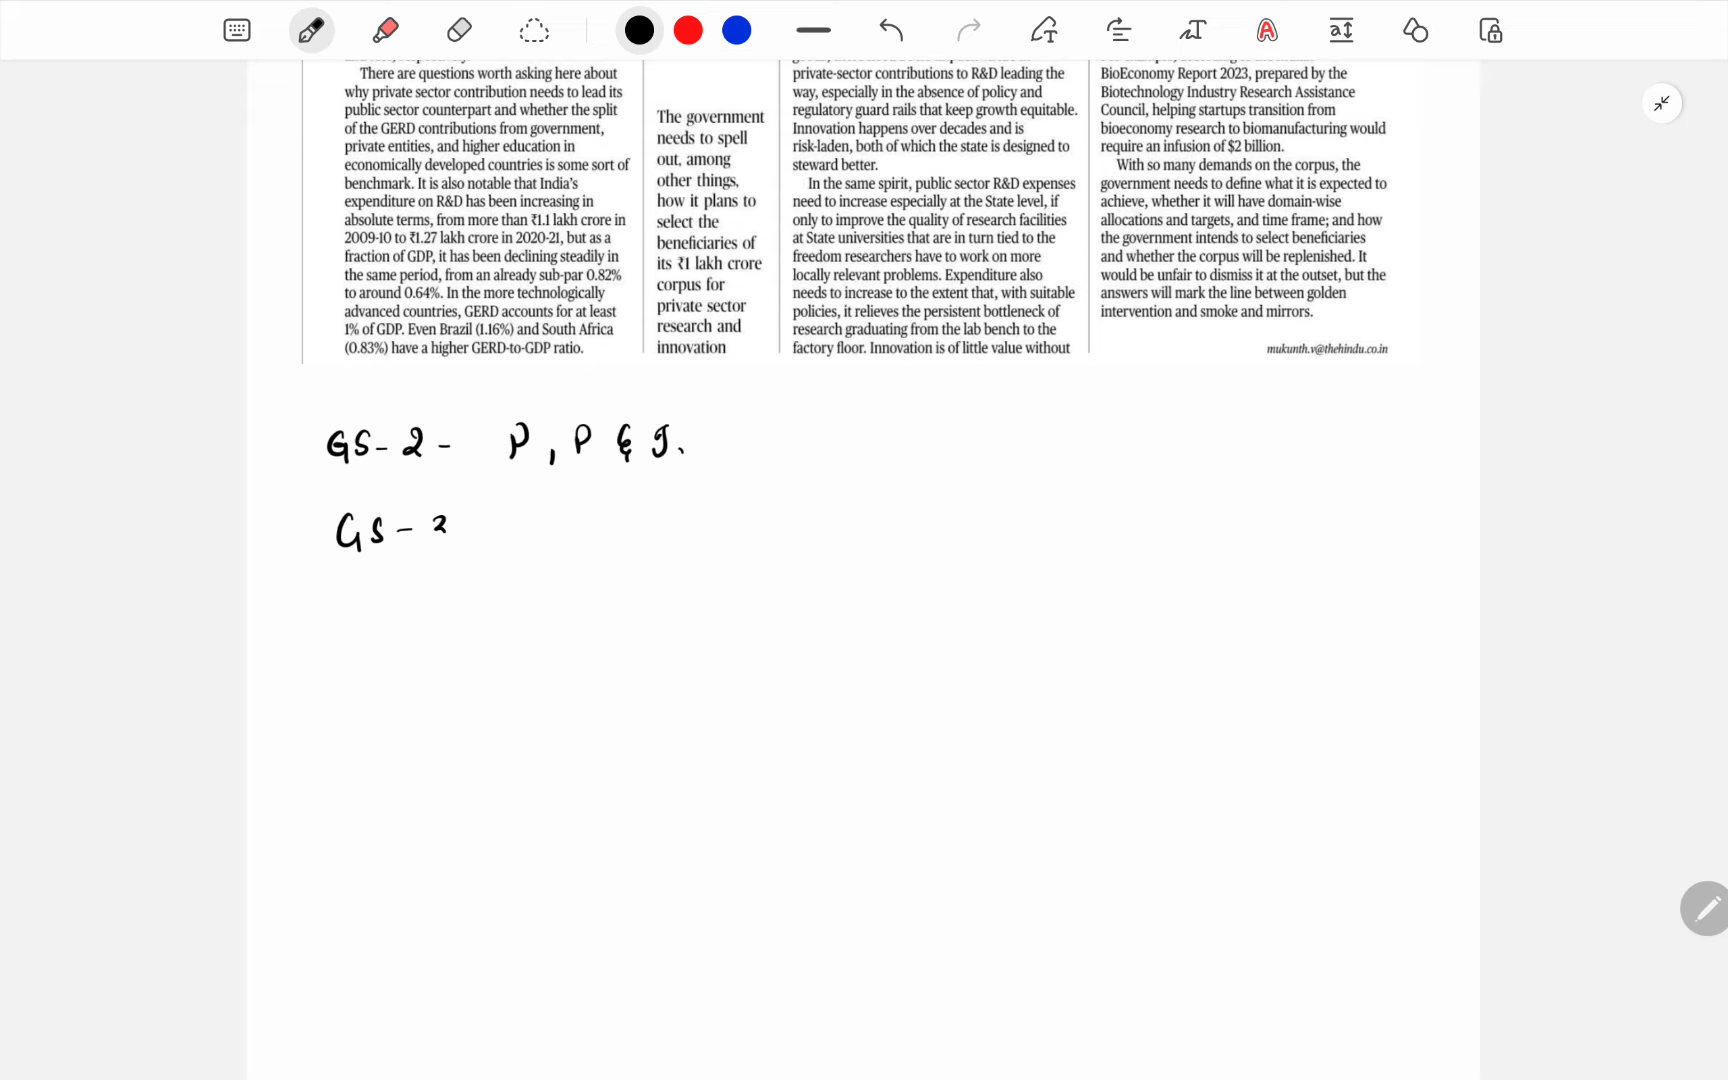 There are questions worth asking here about
why private sector contribution needs to lead its
public sector counterpart and whether the split
of the GERD contributions from government,
private entities, and higher education in
economically developed countries is some sort of
benchmark. It is also notable that India's
expenditure on R&D has been increasing in
absolute terms, from more than ₹1.1 lakh crore in
2009-10 to ₹1.27 lakh crore in 2020-21, but as a
fraction of GDP, it has been declining steadily in
the same period, from an already sub-par 0.82%
to around 0.64%. In the more technologically
advanced countries, GERD accounts for at least
1% of GDP. Even Brazil (1.16%) and South Africa
(0.83%) have a higher GERD-to-GDP ratio.
The government
needs to spell
out, among
other things,
how it plans to
select the
beneficiaries of
its ₹1 lakh crore
corpus for
private sector
research and
innovation
private-sector contributions to R&D leading the
way, especially in the absence of policy and
regulatory guard rails that keep growth equitable.
Innovation happens over decades and is
risk-laden, both of which the state is designed to
steward better.
In the same spirit, public sector R&D expenses
need to increase especially at the State level, if
only to improve the quality of research facilities
at State universities that are in turn tied to the
freedom researchers have to work on more
locally relevant problems. Expenditure also
needs to increase to the extent that, with suitable
policies, it relieves the persistent bottleneck of
research graduating from the lab bench to the
factory floor. Innovation is of little value without
BioEconomy Report 2023, prepared by the
Biotechnology Industry Research Assistance
Council, helping startups transition from
bioeconomy research to biomanufacturing would
require an infusion of $2 billion.
With so many demands on the corpus, the
government needs to define what it is expected to
achieve, whether it will have domain-wise
allocations and targets, and time frame; and how
the government intends to select beneficiaries
and whether the corpus will be replenished. It
would be unfair to dismiss it at the outset, but the
answers will mark the line between golden
intervention and smoke and mirrors.
mukunth.v@thehindu.co.in
GS-2- P, P & I.
GS-3